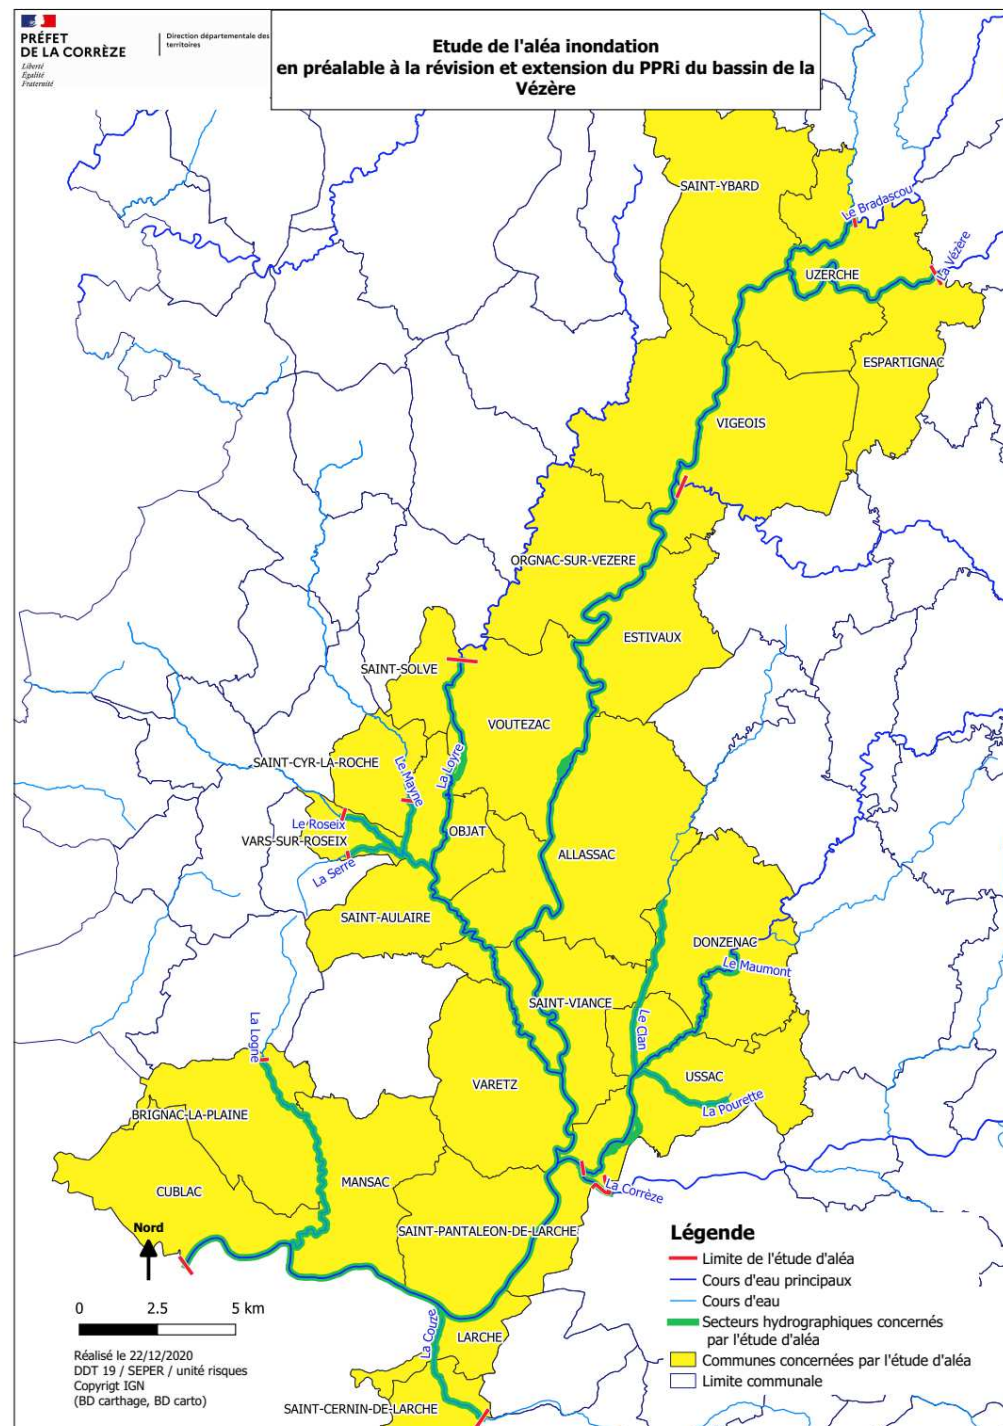 PRÉFET
DE LA CORRÈZE
Liberté
Égalité
Fraternité
Direction départementale des
territoires
Etude de l'aléa inondation
en préalable à la révision et extension du PPRi du bassin de la
Vézère
SAINT-YBARD
Le Bradascou
La Vézère
UZERCHE
ESPARTIGNAC
VIGEOIS
ORGNAC-SUR-VEZERE
ESTIVAUX
SAINT-SOLVE
VOUTEZAC
SAINT-CYR-LA-ROCHE
Le Mayne
La Loyre
Le Roseix
OBJAT
VARS-SUR-ROSEIX
ALLASSAC
La Serre
SAINT-AULAIRE
DONZENAC
Le Maumont
SAINT-VIANCE
La Logne
Le Clan
VARETZ
USSAC
La Pourette
BRIGNAC-LA-PLAINE
CUBLAC
MANSAC
La Corrèze
Nord
SAINT-PANTALEON-DE-LARCHE
LARCHE
La Couze
SAINT-CERNIN-DE-LARCHE
0 2.5 5 km
Réalisé le 22/12/2020
DDT 19 / SEPER / unité risques
Copyrigt IGN
(BD carthage, BD carto)
Légende
Limite de l'étude d'aléa
Cours d'eau principaux
Cours d'eau
Secteurs hydrographiques concernés
par l'étude d'aléa
Communes concernées par l'étude d'aléa
Limite communale